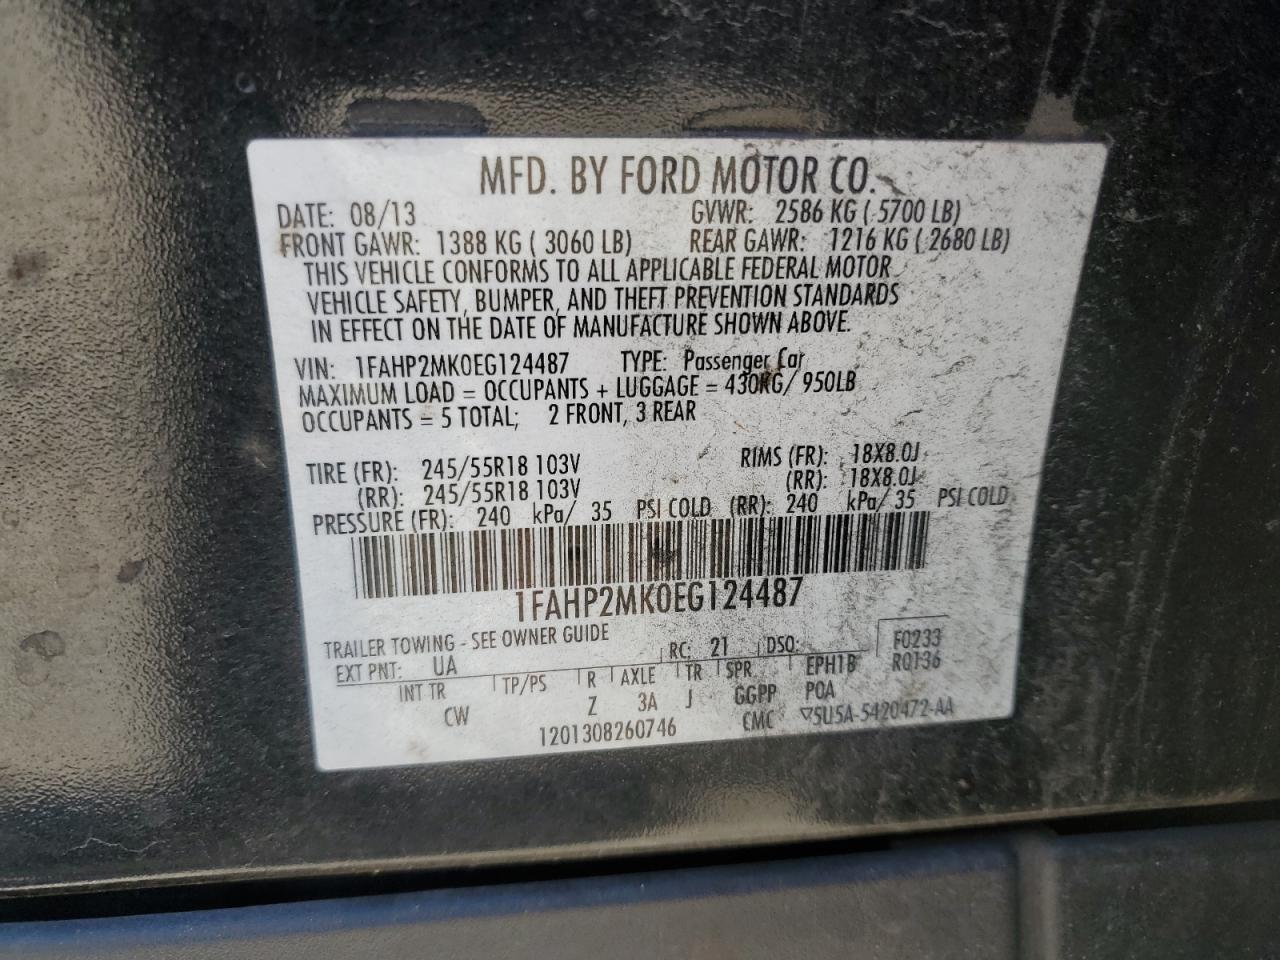 MFD. BY FORD MOTOR CO.
DATE: 08/13 GVWR: 2586 KG ( 5700 LB)
FRONT GAWR: 1388 KG ( 3060 LB) REAR GAWR: 1216 KG ( 2680 LB)
THIS VEHICLE CONFORMS TO ALL APPLICABLE FEDERAL MOTOR
VEHICLE SAFETY, BUMPER, AND THEFT PREVENTION STANDARDS
IN EFFECT ON THE DATE OF MANUFACTURE SHOWN ABOVE.
VIN: 1FAHP2MK0EG124487 TYPE: Passenger Car
MAXIMUM LOAD = OCCUPANTS + LUGGAGE = 430KG/ 950LB
OCCUPANTS = 5 TOTAL; 2 FRONT, 3 REAR
TIRE (FR): 245/55R18 103V RIMS (FR): 18X8.0J
(RR): 245/55R18 103V (RR): 18X8.0J
PRESSURE (FR): 240 kPa/ 35 PSI COLD (RR): 240 kPa/ 35 PSI COLD
1FAHP2MK0EG124487
TRAILER TOWING - SEE OWNER GUIDE
EXT PNT: UA RC: 21 DSO: F0233
INT TR TP/PS R AXLE TR SPR EPH1B R0136
CW Z 3A J GGPP POA
1201308260746 CMC ▽5U5A-5420472-AA